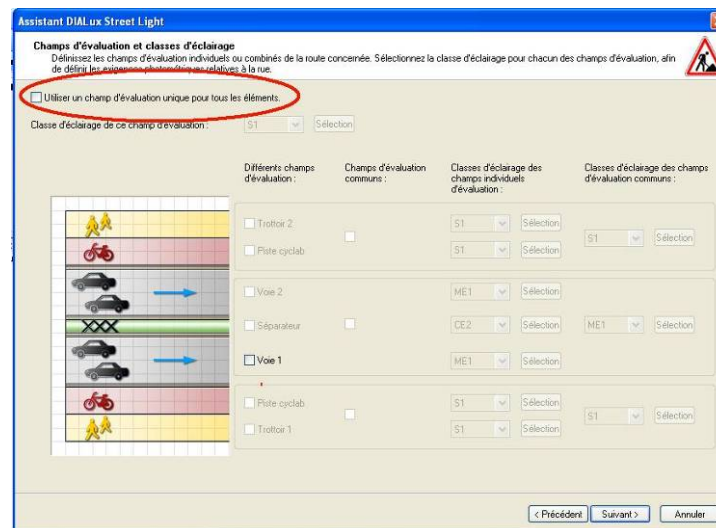 Assistant DIALux Street Light
Champs d'évaluation et classes d'éclairage
Définissez les champs d'évaluation individuels ou combinés de la route concernée. Sélectionnez la classe d'éclairage pour chacun des champs d'évaluation, afin
de définir les exigences photométriques relatives à la rue.
Utiliser un champ d'évaluation unique pour tous les éléments.
Classe d'éclairage de ce champ d'évaluation : S1 Sélection
Différents champs d'évaluation : Champs d'évaluation communs : Classes d'éclairage des champs individuels d'évaluation : Classes d'éclairage des champs d'évaluation communs :
Trottoir 2 S1 Sélection
S1 Sélection
Piste cyclab S1 Sélection
Voie 2 ME1 Sélection
Séparateur CE2 Sélection ME1 Sélection
Voie 1 ME1 Sélection
Piste cyclab S1 Sélection
S1 Sélection
Trottoir 1 S1 Sélection
< Précédent Suivant > Annuler